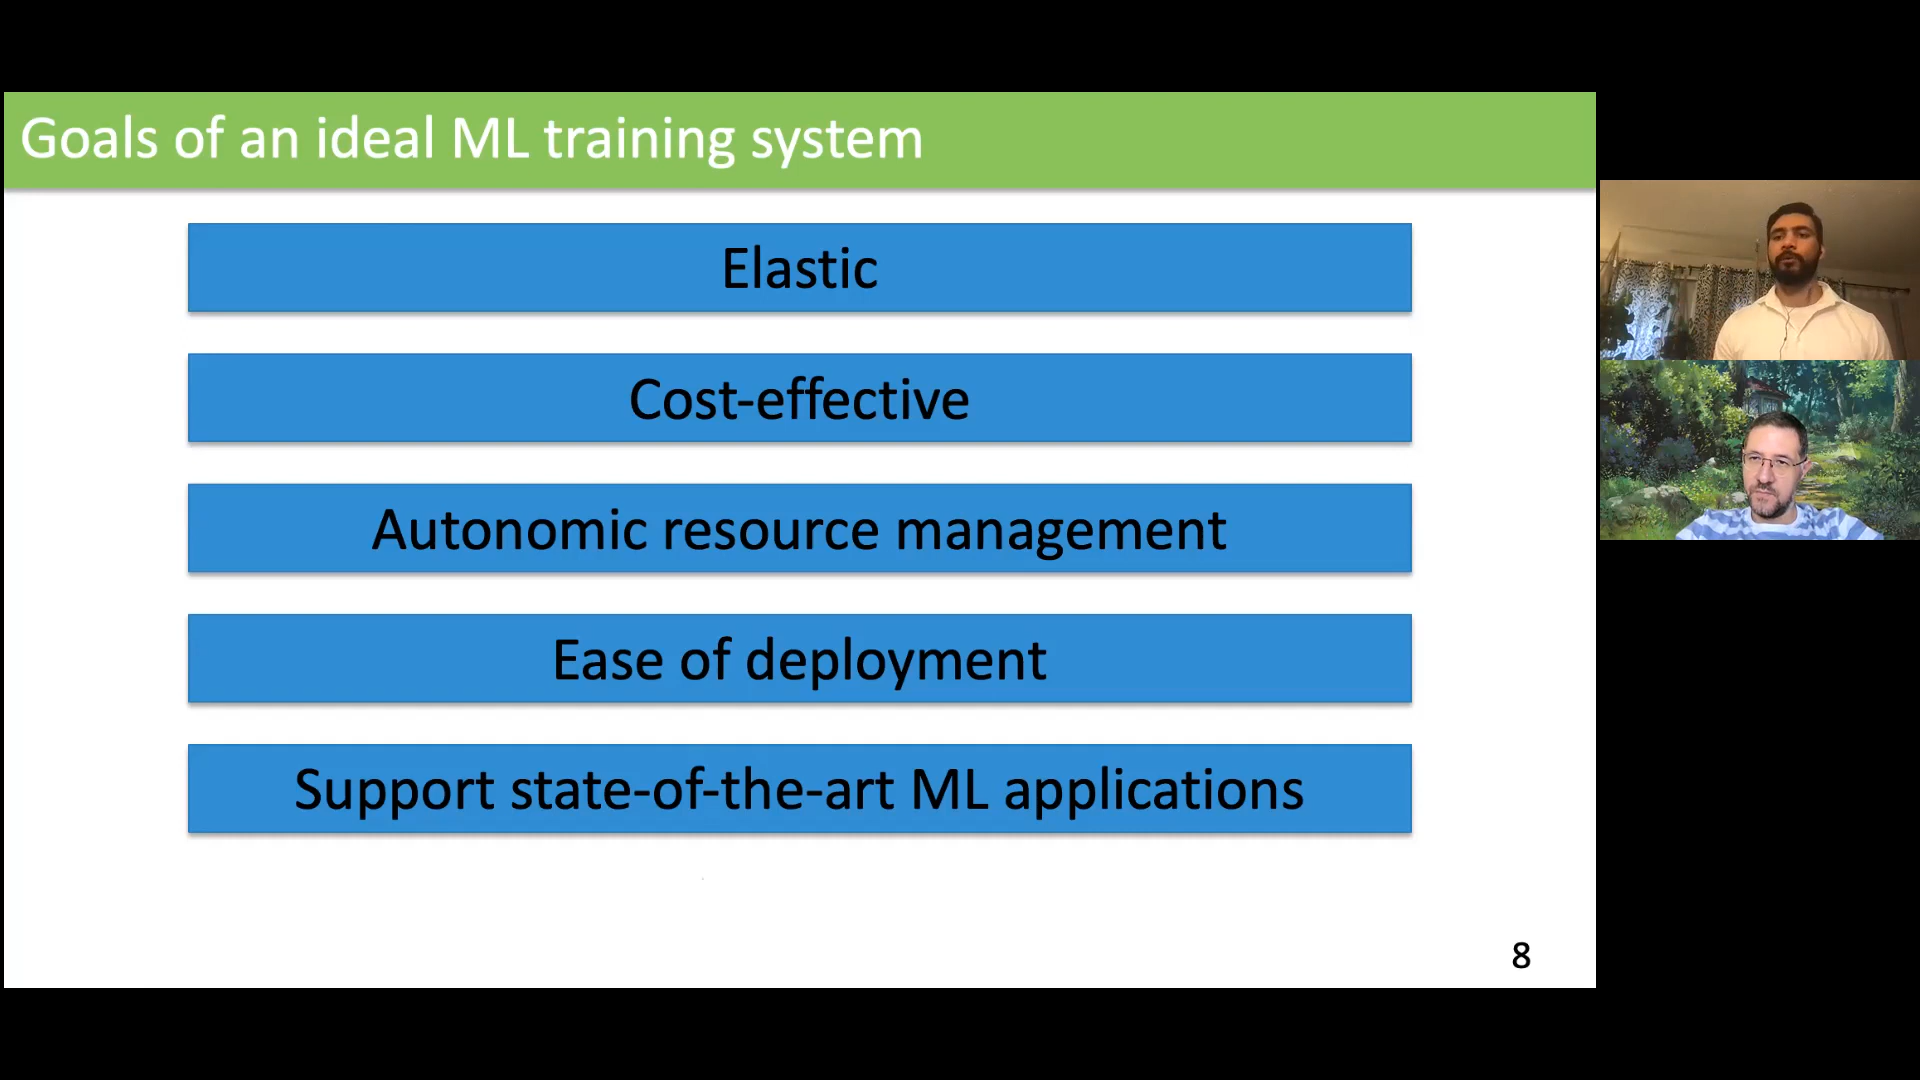 Goals of an ideal ML training system
Elastic
Cost-effective
Autonomic resource management
Ease of deployment
Support state-of-the-art ML applications
8